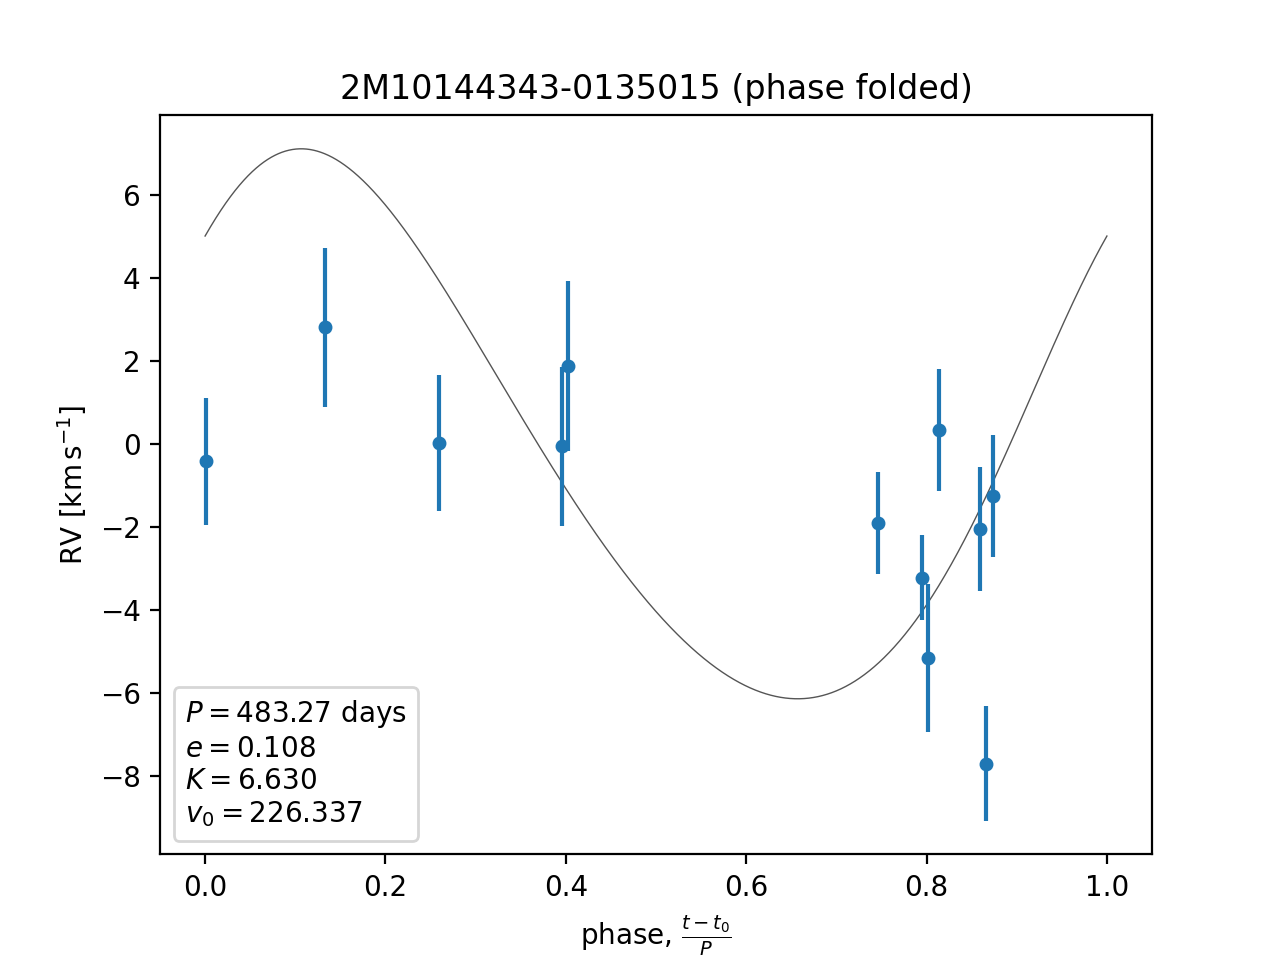 2M10144343-0135015 (phase folded)
RV [km s⁻¹]
6
4
2
0
−2
−4
−6
−8
P = 483.27 days
e = 0.108
K = 6.630
v₀ = 226.337
0.0 0.2 0.4 0.6 0.8 1.0
phase, (t − t₀)/P